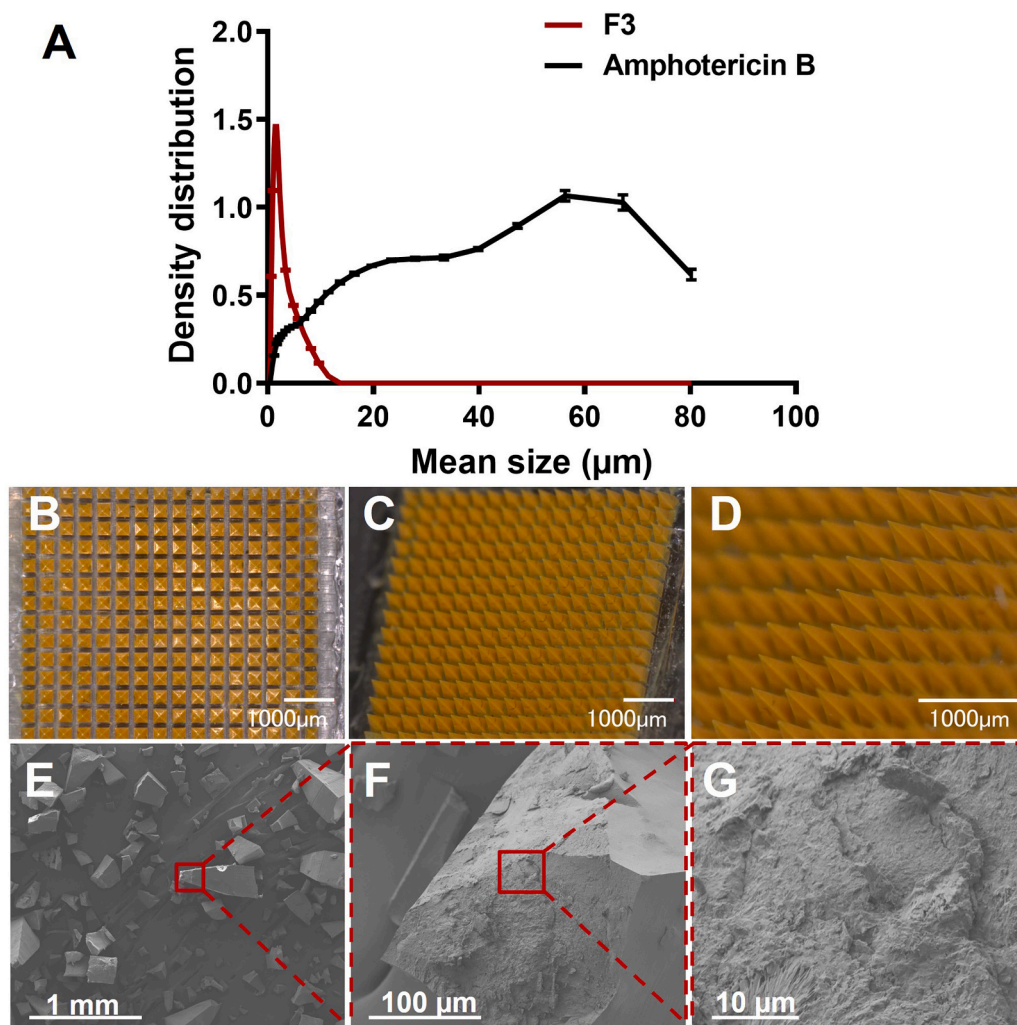 A
F3
Amphotericin B
Density distribution
2.0
1.5
1.0
0.5
0.0
0 20 40 60 80 100
Mean size (µm)
B
1000µm
C
1000µm
D
1000µm
E
1 mm
F
100 µm
G
10 µm